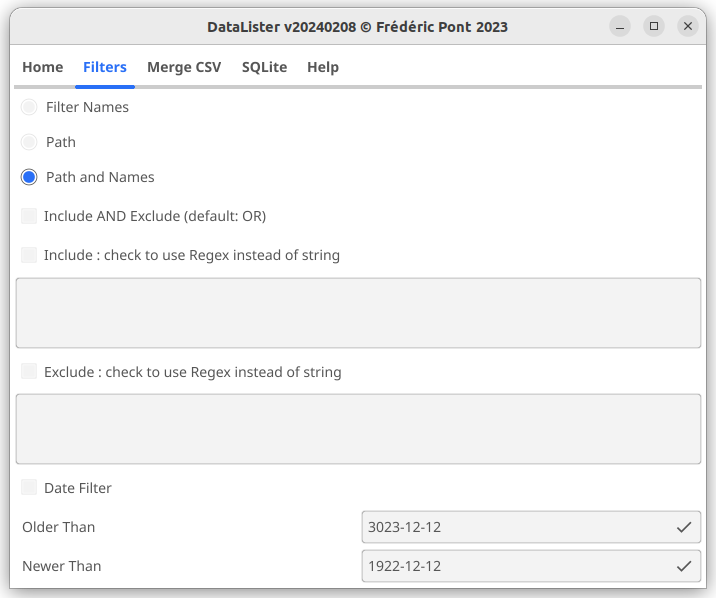 DataLister v20240208 © Frédéric Pont 2023
Home Filters Merge CSV SQLite Help
Filter Names
Path
Path and Names
Include AND Exclude (default: OR)
Include : check to use Regex instead of string
Exclude : check to use Regex instead of string
Date Filter
Older Than 3023-12-12
Newer Than 1922-12-12